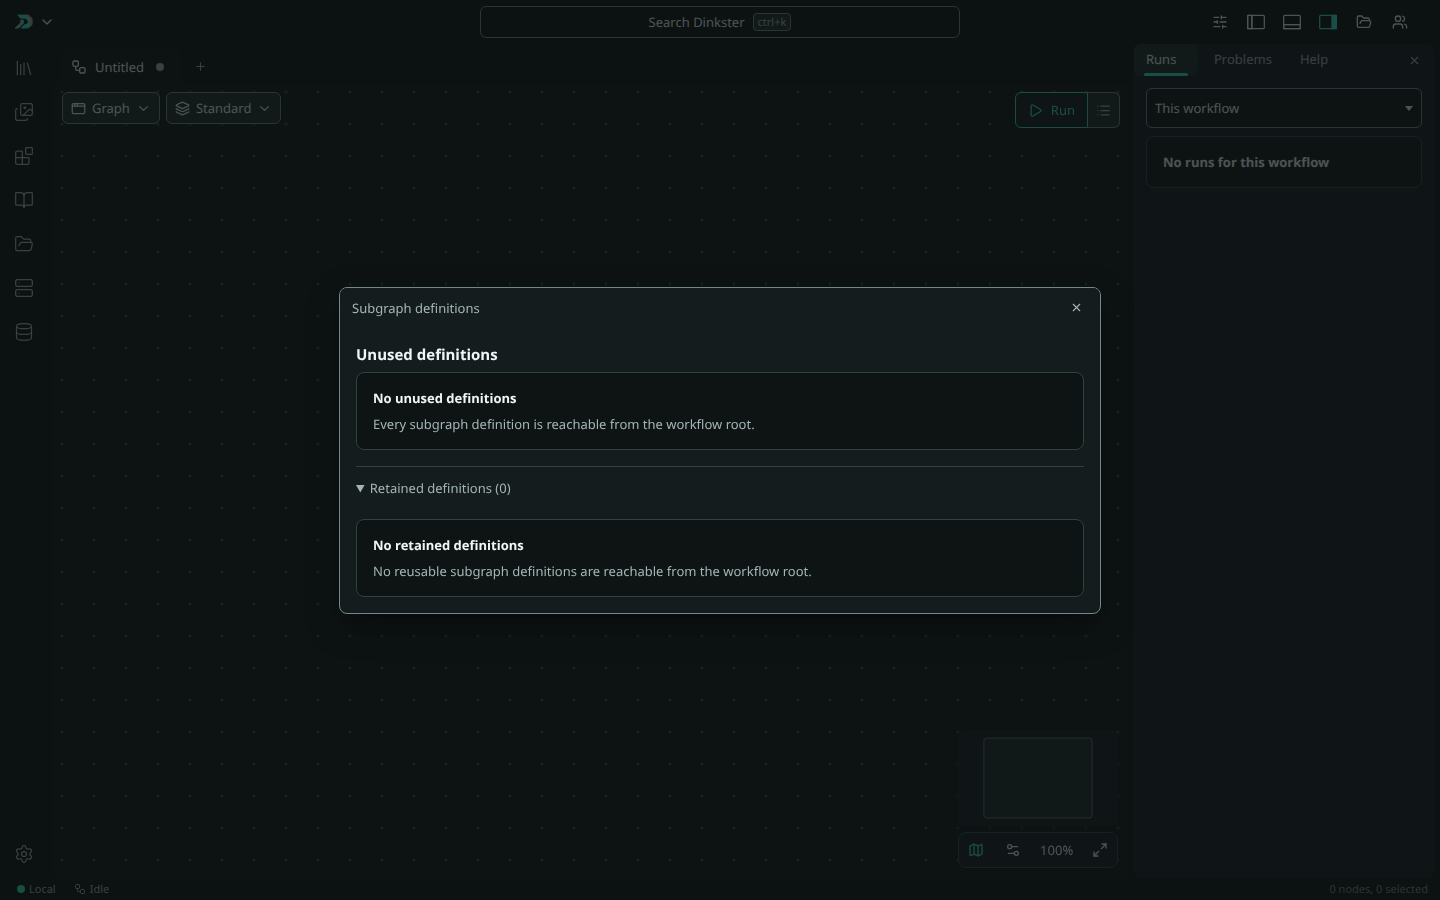 Search Dinkster ctrl+k
Untitled
Graph
Standard
Run
Runs
Problems
Help
This workflow
No runs for this workflow
Subgraph definitions
Unused definitions
No unused definitions
Every subgraph definition is reachable from the workflow root.
Retained definitions (0)
No retained definitions
No reusable subgraph definitions are reachable from the workflow root.
100%
Local
Idle
0 nodes, 0 selected